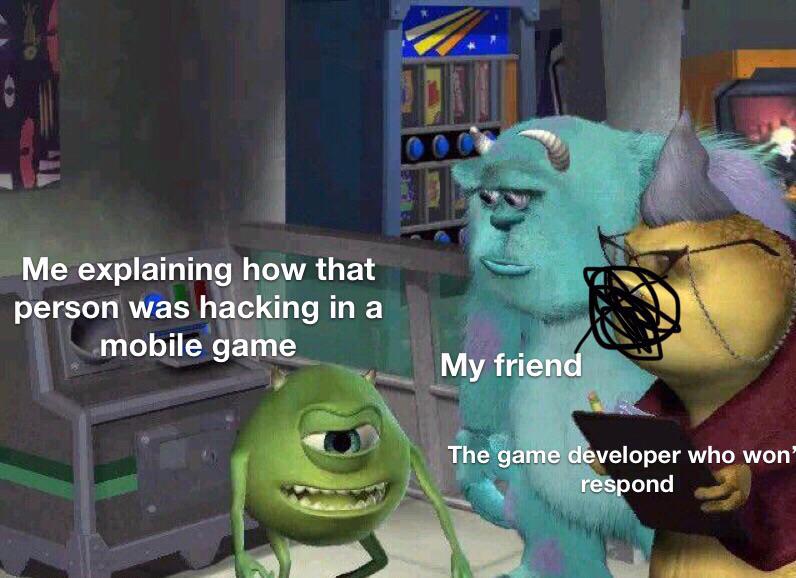 Me explaining how that
person was hacking in a
mobile game
My friend
The game developer who won'
respond